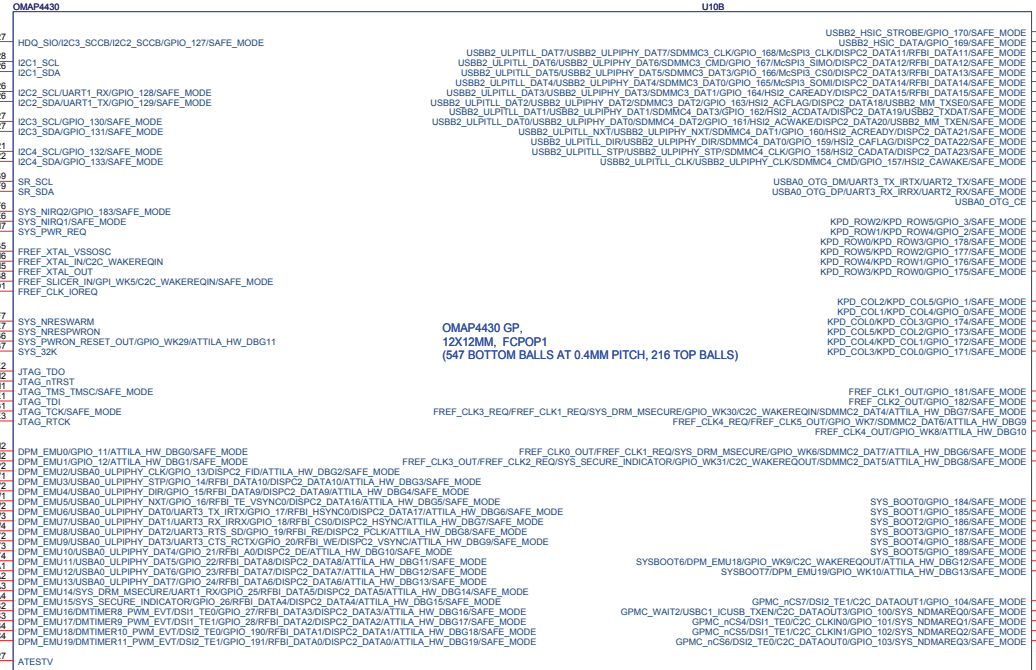 OMAP4430
U10B
HDQ_SIO/I2C3_SCCB/I2C2_SCCB/GPIO_127/SAFE_MODE
I2C1_SCL
I2C1_SDA
I2C2_SCL/UART1_RX/GPIO_128/SAFE_MODE
I2C2_SDA/UART1_TX/GPIO_129/SAFE_MODE
I2C3_SCL/GPIO_130/SAFE_MODE
I2C3_SDA/GPIO_131/SAFE_MODE
I2C4_SCL/GPIO_132/SAFE_MODE
I2C4_SDA/GPIO_133/SAFE_MODE
SR_SCL
SR_SDA
SYS_NIRQ2/GPIO_183/SAFE_MODE
SYS_NIRQ1/SAFE_MODE
SYS_PWR_REQ
FREF_XTAL_VSSOSC
FREF_XTAL_IN/C2C_WAKEREQIN
FREF_XTAL_OUT
FREF_SLICER_IN/GPI_WK5/C2C_WAKEREQIN/SAFE_MODE
FREF_CLK_IOREQ
SYS_NRESWARM
SYS_NRESPWRON
SYS_PWRON_RESET_OUT/GPIO_WK29/ATTILA_HW_DBG11
SYS_32K
JTAG_TDO
JTAG_nTRST
JTAG_TMS_TMSC/SAFE_MODE
JTAG_TDI
JTAG_TCK/SAFE_MODE
JTAG_RTCK
DPM_EMU0/GPIO_11/ATTILA_HW_DBG0/SAFE_MODE
DPM_EMU1/GPIO_12/ATTILA_HW_DBG1/SAFE_MODE
DPM_EMU2/USBA0_ULPIPHY_CLK/GPIO_13/DISPC2_FID/ATTILA_HW_DBG2/SAFE_MODE
DPM_EMU3/USBA0_ULPIPHY_STP/GPIO_14/RFBI_DATA10/DISPC2_DATA10/ATTILA_HW_DBG3/SAFE_MODE
DPM_EMU4/USBA0_ULPIPHY_DIR/GPIO_15/RFBI_DATA9/DISPC2_DATA9/ATTILA_HW_DBG4/SAFE_MODE
DPM_EMU5/USBA0_ULPIPHY_NXT/GPIO_16/RFBI_TE_VSYNC0/DISPC2_DATA16/ATTILA_HW_DBG5/SAFE_MODE
DPM_EMU6/USBA0_ULPIPHY_DAT0/UART3_TX_IRTX/GPIO_17/RFBI_HSYNC0/DISPC2_DATA17/ATTILA_HW_DBG6/SAFE_MODE
DPM_EMU7/USBA0_ULPIPHY_DAT1/UART3_RX_IRRX/GPIO_18/RFBI_CS0/DISPC2_HSYNC/ATTILA_HW_DBG7/SAFE_MODE
DPM_EMU8/USBA0_ULPIPHY_DAT2/UART3_RTS_SD/GPIO_19/RFBI_RE/DISPC2_PCLK/ATTILA_HW_DBG8/SAFE_MODE
DPM_EMU9/USBA0_ULPIPHY_DAT3/UART3_CTS_RCTX/GPIO_20/RFBI_WE/DISPC2_VSYNC/ATTILA_HW_DBG9/SAFE_MODE
DPM_EMU10/USBA0_ULPIPHY_DAT4/GPIO_21/RFBI_A0/DISPC2_DE/ATTILA_HW_DBG10/SAFE_MODE
DPM_EMU11/USBA0_ULPIPHY_DAT5/GPIO_22/RFBI_DATA8/DISPC2_DATA8/ATTILA_HW_DBG11/SAFE_MODE
DPM_EMU12/USBA0_ULPIPHY_DAT6/GPIO_23/RFBI_DATA7/DISPC2_DATA7/ATTILA_HW_DBG12/SAFE_MODE
DPM_EMU13/USBA0_ULPIPHY_DAT7/GPIO_24/RFBI_DATA6/DISPC2_DATA6/ATTILA_HW_DBG13/SAFE_MODE
DPM_EMU14/SYS_DRM_MSECURE/UART1_RX/GPIO_25/RFBI_DATA5/DISPC2_DATA5/ATTILA_HW_DBG14/SAFE_MODE
DPM_EMU15/SYS_SECURE_INDICATOR/GPIO_26/RFBI_DATA4/DISPC2_DATA4/ATTILA_HW_DBG15/SAFE_MODE
DPM_EMU16/DMTIMER8_PWM_EVT/DSI1_TE0/GPIO_27/RFBI_DATA3/DISPC2_DATA3/ATTILA_HW_DBG16/SAFE_MODE
DPM_EMU17/DMTIMER9_PWM_EVT/DSI1_TE1/GPIO_28/RFBI_DATA2/DISPC2_DATA2/ATTILA_HW_DBG17/SAFE_MODE
DPM_EMU18/DMTIMER10_PWM_EVT/DSI2_TE0/GPIO_190/RFBI_DATA1/DISPC2_DATA1/ATTILA_HW_DBG18/SAFE_MODE
DPM_EMU19/DMTIMER11_PWM_EVT/DSI2_TE1/GPIO_191/RFBI_DATA0/DISPC2_DATA0/ATTILA_HW_DBG19/SAFE_MODE
ATESTV
OMAP4430 GP,
12X12MM, FCPOP1
(547 BOTTOM BALLS AT 0.4MM PITCH, 216 TOP BALLS)
USBB2_HSIC_STROBE/GPIO_170/SAFE_MODE
USBB2_HSIC_DATA/GPIO_169/SAFE_MODE
USBB2_ULPITLL_DAT7/USBB2_ULPIPHY_DAT7/SDMMC3_CLK/GPIO_168/McSPI3_CLK/DISPC2_DATA11/RFBI_DATA11/SAFE_MODE
USBB2_ULPITLL_DAT6/USBB2_ULPIPHY_DAT6/SDMMC3_CMD/GPIO_167/McSPI3_SIMO/DISPC2_DATA12/RFBI_DATA12/SAFE_MODE
USBB2_ULPITLL_DAT5/USBB2_ULPIPHY_DAT5/SDMMC3_DAT3/GPIO_166/McSPI3_CS0/DISPC2_DATA13/RFBI_DATA13/SAFE_MODE
USBB2_ULPITLL_DAT4/USBB2_ULPIPHY_DAT4/SDMMC3_DAT0/GPIO_165/McSPI3_SOMI/DISPC2_DATA14/RFBI_DATA14/SAFE_MODE
USBB2_ULPITLL_DAT3/USBB2_ULPIPHY_DAT3/SDMMC3_DAT1/GPIO_164/HSI2_CAREADY/DISPC2_DATA15/RFBI_DATA15/SAFE_MODE
USBB2_ULPITLL_DAT2/USBB2_ULPIPHY_DAT2/SDMMC3_DAT2/GPIO_163/HSI2_ACFLAG/DISPC2_DATA18/USBB2_MM_TXSE0/SAFE_MODE
USBB2_ULPITLL_DAT1/USBB2_ULPIPHY_DAT1/SDMMC4_DAT3/GPIO_162/HSI2_ACDATA/DISPC2_DATA19/USBB2_TXDAT/SAFE_MODE
USBB2_ULPITLL_DAT0/USBB2_ULPIPHY_DAT0/SDMMC4_DAT2/GPIO_161/HSI2_ACWAKE/DISPC2_DATA20/USBB2_MM_TXEN/SAFE_MODE
USBB2_ULPITLL_NXT/USBB2_ULPIPHY_NXT/SDMMC4_DAT1/GPIO_160/HSI2_ACREADY/DISPC2_DATA21/SAFE_MODE
USBB2_ULPITLL_DIR/USBB2_ULPIPHY_DIR/SDMMC4_DAT0/GPIO_159/HSI2_CAFLAG/DISPC2_DATA22/SAFE_MODE
USBB2_ULPITLL_STP/USBB2_ULPIPHY_STP/SDMMC4_CLK/GPIO_158/HSI2_CADATA/DISPC2_DATA23/SAFE_MODE
USBB2_ULPITLL_CLK/USBB2_ULPIPHY_CLK/SDMMC4_CMD/GPIO_157/HSI2_CAWAKE/SAFE_MODE
USBA0_OTG_DM/UART3_TX_IRTX/UART2_TX/SAFE_MODE
USBA0_OTG_DP/UART3_RX_IRRX/UART2_RX/SAFE_MODE
USBA0_OTG_CE
KPD_ROW2/KPD_ROW5/GPIO_3/SAFE_MODE
KPD_ROW1/KPD_ROW4/GPIO_2/SAFE_MODE
KPD_ROW0/KPD_ROW3/GPIO_178/SAFE_MODE
KPD_ROW5/KPD_ROW2/GPIO_177/SAFE_MODE
KPD_ROW4/KPD_ROW1/GPIO_176/SAFE_MODE
KPD_ROW3/KPD_ROW0/GPIO_175/SAFE_MODE
KPD_COL2/KPD_COL5/GPIO_1/SAFE_MODE
KPD_COL1/KPD_COL4/GPIO_0/SAFE_MODE
KPD_COL0/KPD_COL3/GPIO_174/SAFE_MODE
KPD_COL5/KPD_COL2/GPIO_173/SAFE_MODE
KPD_COL4/KPD_COL1/GPIO_172/SAFE_MODE
KPD_COL3/KPD_COL0/GPIO_171/SAFE_MODE
FREF_CLK1_OUT/GPIO_181/SAFE_MODE
FREF_CLK2_OUT/GPIO_182/SAFE_MODE
FREF_CLK3_REQ/FREF_CLK1_REQ/SYS_DRM_MSECURE/GPIO_WK30/C2C_WAKEREQIN/SDMMC2_DAT4/ATTILA_HW_DBG7/SAFE_MODE
FREF_CLK4_REQ/FREF_CLK5_OUT/GPIO_WK7/SDMMC2_DAT6/ATTILA_HW_DBG9
FREF_CLK4_OUT/GPIO_WK8/ATTILA_HW_DBG10
FREF_CLK0_OUT/FREF_CLK1_REQ/SYS_DRM_MSECURE/GPIO_WK6/SDMMC2_DAT7/ATTILA_HW_DBG6/SAFE_MODE
FREF_CLK3_OUT/FREF_CLK2_REQ/SYS_SECURE_INDICATOR/GPIO_WK31/C2C_WAKEREQOUT/SDMMC2_DAT5/ATTILA_HW_DBG8/SAFE_MODE
SYS_BOOT0/GPIO_184/SAFE_MODE
SYS_BOOT1/GPIO_185/SAFE_MODE
SYS_BOOT2/GPIO_186/SAFE_MODE
SYS_BOOT3/GPIO_187/SAFE_MODE
SYS_BOOT4/GPIO_188/SAFE_MODE
SYS_BOOT5/GPIO_189/SAFE_MODE
SYSBOOT6/DPM_EMU18/GPIO_WK9/C2C_WAKEREQOUT/ATTILA_HW_DBG12/SAFE_MODE
SYSBOOT7/DPM_EMU19/GPIO_WK10/ATTILA_HW_DBG13/SAFE_MODE
GPMC_nCS7/DSI2_TE1/C2C_DATAOUT1/GPIO_104/SAFE_MODE
GPMC_WAIT2/USBC1_ICUSB_TXEN/C2C_DATAOUT3/GPIO_100/SYS_NDMAREQ0/SAFE_MODE
GPMC_nCS4/DSI1_TE0/C2C_CLKIN0/GPIO_101/SYS_NDMAREQ1/SAFE_MODE
GPMC_nCS5/DSI1_TE1/C2C_CLKIN1/GPIO_102/SYS_NDMAREQ2/SAFE_MODE
GPMC_nCS6/DSI2_TE0/C2C_DATAOUT0/GPIO_103/SYS_NDMAREQ3/SAFE_MODE